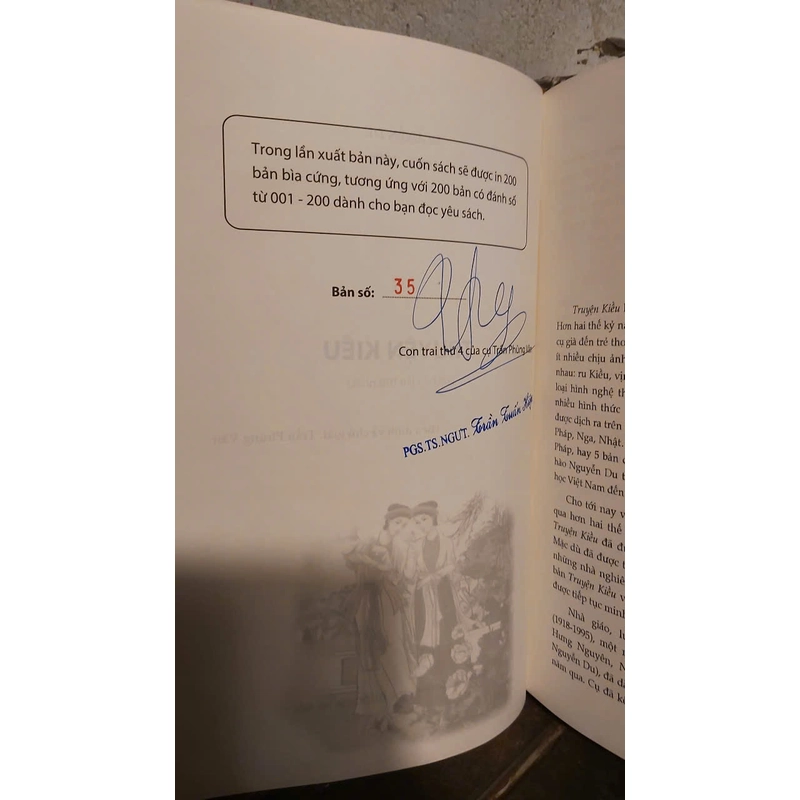 Trong lần xuất bản này, cuốn sách sẽ được in 200
bản bìa cứng, tương ứng với 200 bản có đánh số
từ 001 - 200 dành cho bạn đọc yêu sách.
Bản số: 35
Con trai thứ 4 của cụ Trần Phùng
PGS.TS.NGƯT. Trần Tuấn
KIỀU
Truyện Kiều
Hơn hai thế kỷ
cụ già đến trẻ
ít nhiều chịu
loại hình nghệ
nhiều hình thức
được dịch ra trên
Pháp, Nga, Nhật.
Pháp, hay 5 bản
hào Nguyễn Du
học Việt Nam đến
Cho tới nay
qua hơn hai thế
Truyện Kiều đã
Mặc dù đã được
những nhà
bản Truyện Kiều
được tiếp tục
Nhà giáo,
(1918-1995), một
Hưng Nguyên,
Nguyễn Du), đã
năm qua. Cụ đã